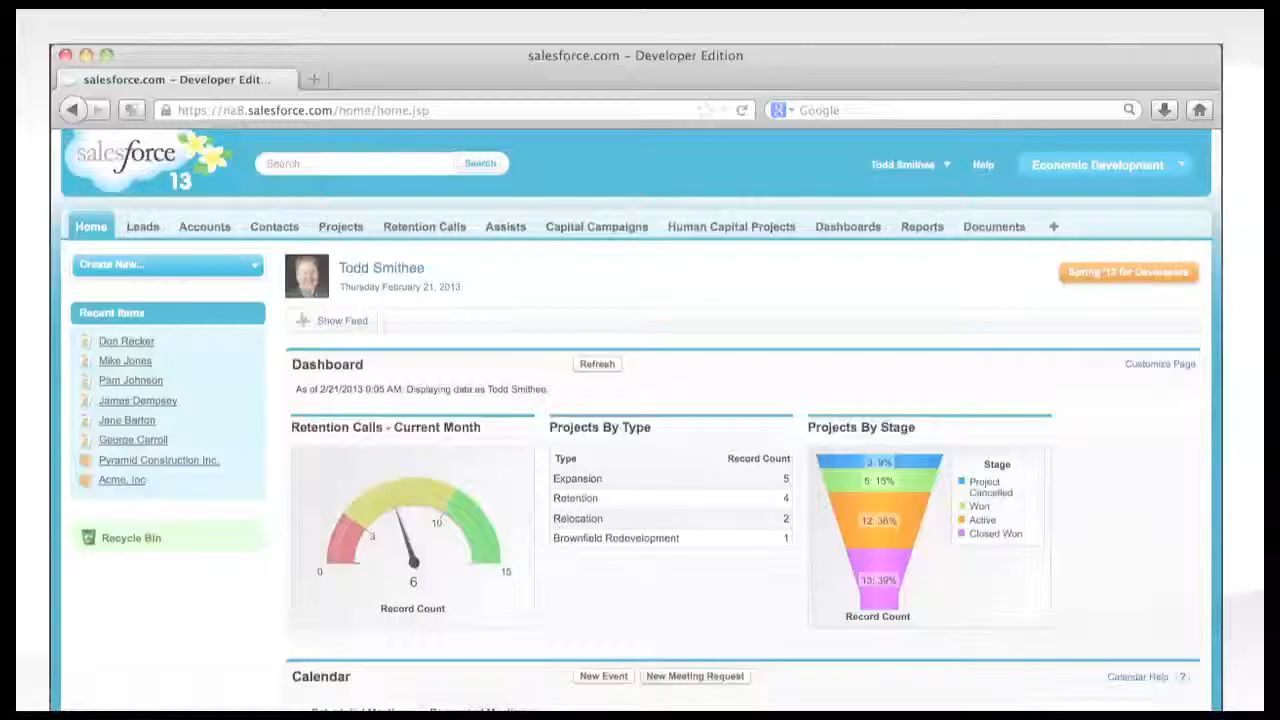 salesforce.com – Developer Edition
salesforce.com – Developer Edit...
https://na8.salesforce.com/home/home.jsp
Google
salesforce
13
Search...
Search
Todd Smithee
Help
Economic Development
Home Leads Accounts Contacts Projects Retention Calls Assists Capital Campaigns Human Capital Projects Dashboards Reports Documents +
Create New...
Todd Smithee
Thursday February 21, 2013
Spring '13 for Developers
Recent Items
Show Feed
Don Recker
Mike Jones
Pam Johnson
James Dempsey
Jane Barton
George Carroll
Pyramid Construction Inc.
Acme, Inc
Recycle Bin
Dashboard
Refresh
Customize Page
As of 2/21/2013 9:05 AM. Displaying data as Todd Smithee.
Retention Calls - Current Month
0
3
10
15
6
Record Count
Projects By Type
Type Record Count
Expansion 5
Retention 4
Relocation 2
Brownfield Redevelopment 1
Projects By Stage
3: 9%
5: 15%
12: 36%
13: 39%
Record Count
Stage
Project
Cancelled
Won
Active
Closed Won
Calendar
New Event
New Meeting Request
Calendar Help ?